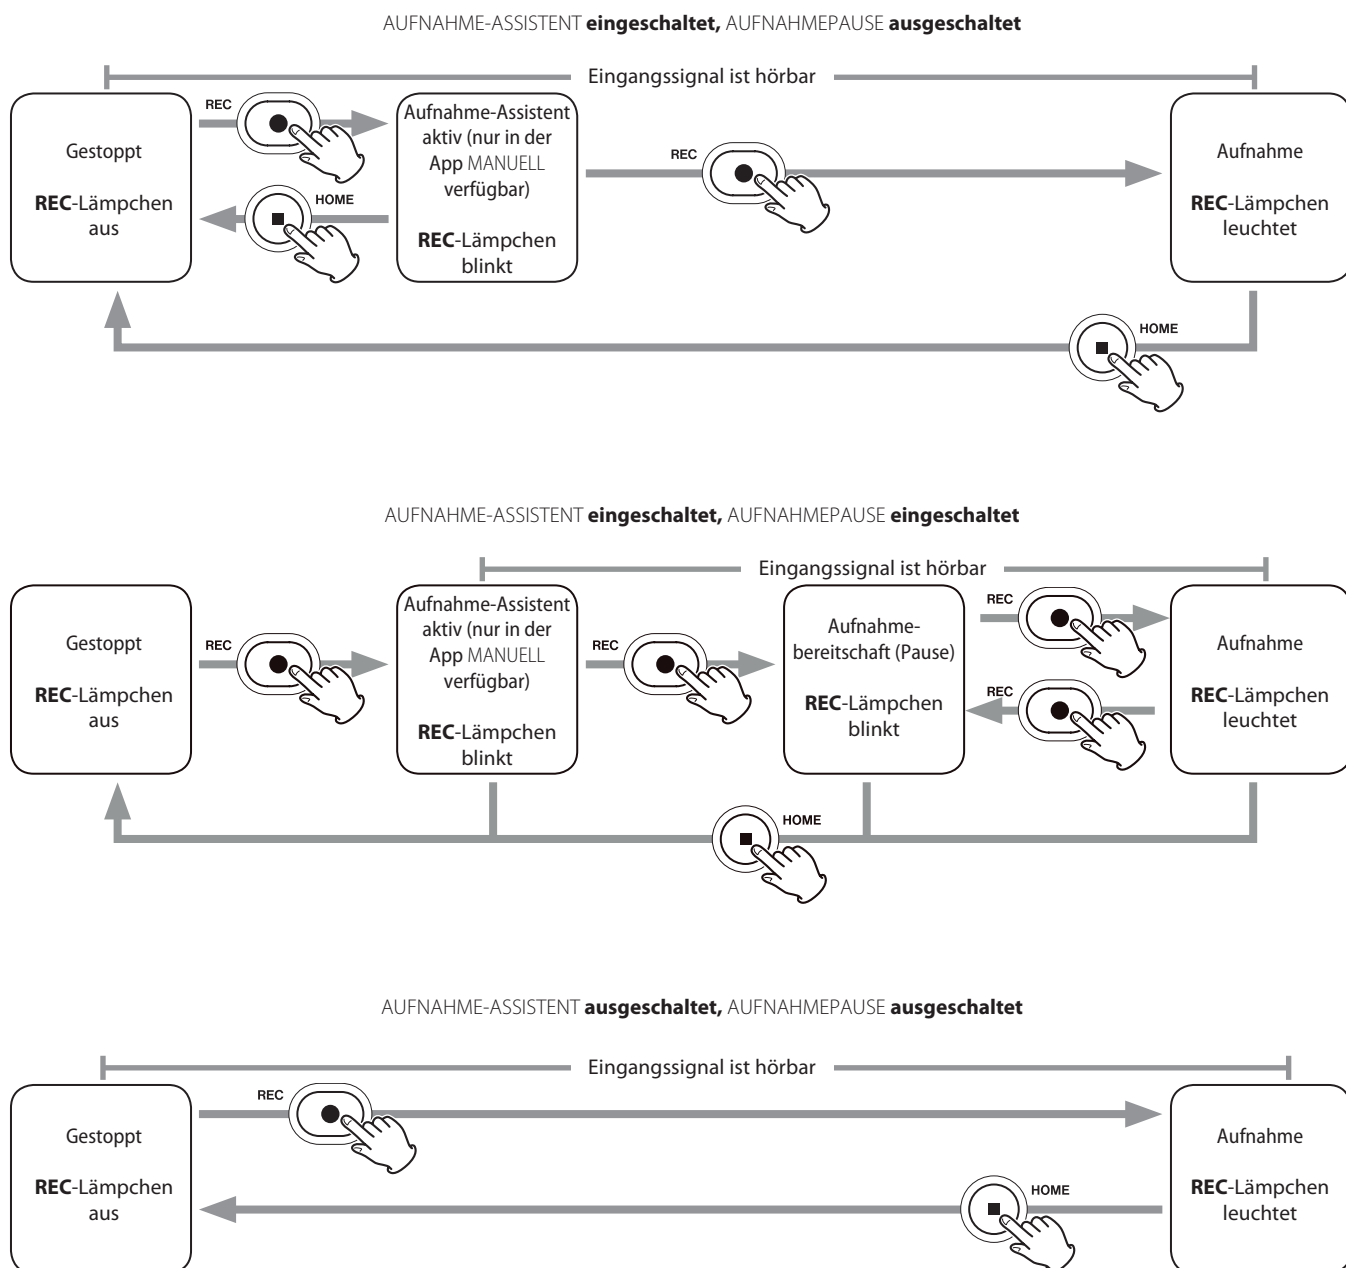 AUFNAHME-ASSISTENT eingeschaltet, AUFNAHMEPAUSE ausgeschaltet
Eingangssignal ist hörbar
Gestoppt
REC-Lämpchen
aus
REC
HOME
Aufnahme-Assistent
aktiv (nur in der
App MANUELL
verfügbar)
REC-Lämpchen
blinkt
REC
Aufnahme
REC-Lämpchen
leuchtet
HOME
AUFNAHME-ASSISTENT eingeschaltet, AUFNAHMEPAUSE eingeschaltet
Eingangssignal ist hörbar
Gestoppt
REC-Lämpchen
aus
REC
Aufnahme-Assistent
aktiv (nur in der
App MANUELL
verfügbar)
REC-Lämpchen
blinkt
REC
Aufnahme-
bereitschaft (Pause)
REC-Lämpchen
blinkt
REC
REC
Aufnahme
REC-Lämpchen
leuchtet
HOME
AUFNAHME-ASSISTENT ausgeschaltet, AUFNAHMEPAUSE ausgeschaltet
Eingangssignal ist hörbar
Gestoppt
REC-Lämpchen
aus
REC
HOME
Aufnahme
REC-Lämpchen
leuchtet